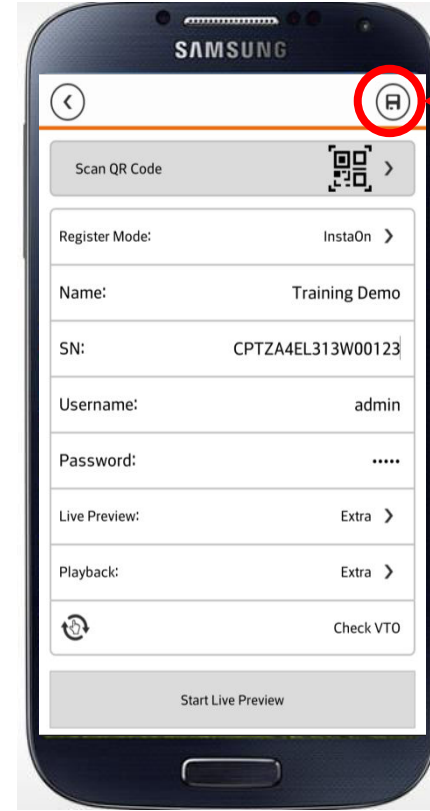 SAMSUNG
Scan QR Code
Register Mode: InstaOn
Name: Training Demo
SN: CPTZA4EL313W00123
Username: admin
Password: •••••
Live Preview: Extra
Playback: Extra
Check VTO
Start Live Preview